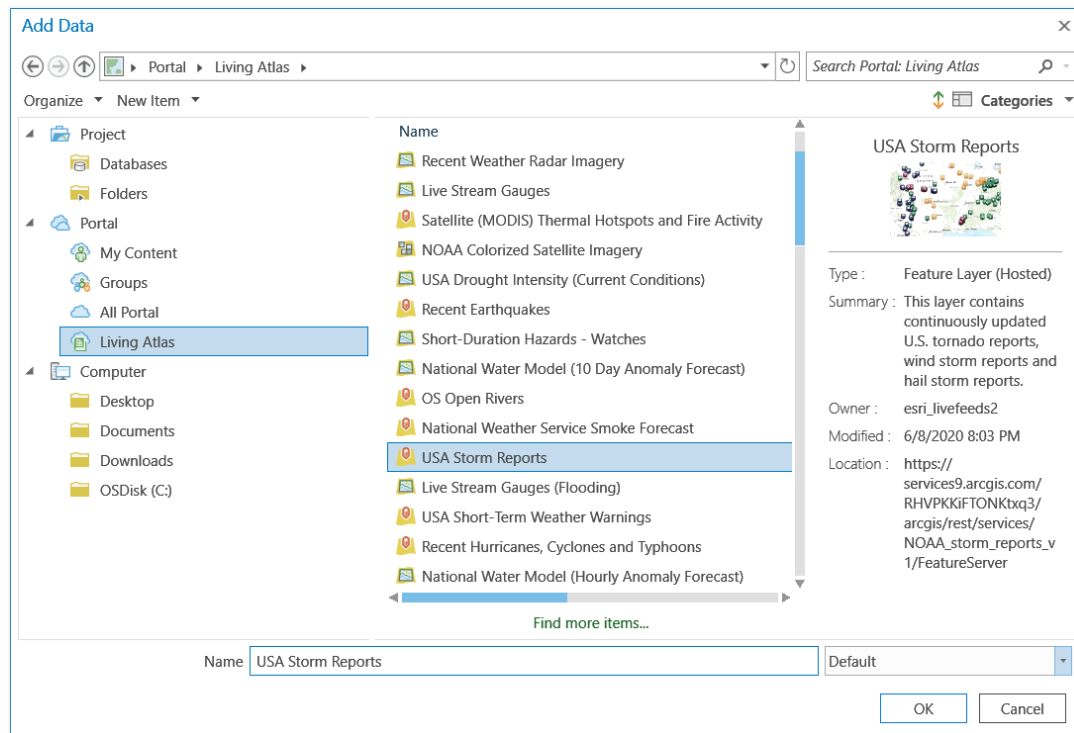 Add Data
Portal Living Atlas
Search Portal: Living Atlas
Organize New Item
Categories
Project
Databases
Folders
Portal
My Content
Groups
All Portal
Living Atlas
Computer
Desktop
Documents
Downloads
OSDisk (C:)
Name
Recent Weather Radar Imagery
Live Stream Gauges
Satellite (MODIS) Thermal Hotspots and Fire Activity
NOAA Colorized Satellite Imagery
USA Drought Intensity (Current Conditions)
Recent Earthquakes
Short-Duration Hazards - Watches
National Water Model (10 Day Anomaly Forecast)
OS Open Rivers
National Weather Service Smoke Forecast
USA Storm Reports
Live Stream Gauges (Flooding)
USA Short-Term Weather Warnings
Recent Hurricanes, Cyclones and Typhoons
National Water Model (Hourly Anomaly Forecast)
Find more items...
USA Storm Reports
Type : Feature Layer (Hosted)
Summary : This layer contains
continuously updated
U.S. tornado reports,
wind storm reports and
hail storm reports.
Owner : esri_livefeeds2
Modified : 6/8/2020 8:03 PM
Location : https://
services9.arcgis.com/
RHVPKKiFTONKtxq3/
arcgis/rest/services/
NOAA_storm_reports_v
1/FeatureServer
Name USA Storm Reports
Default
OK
Cancel